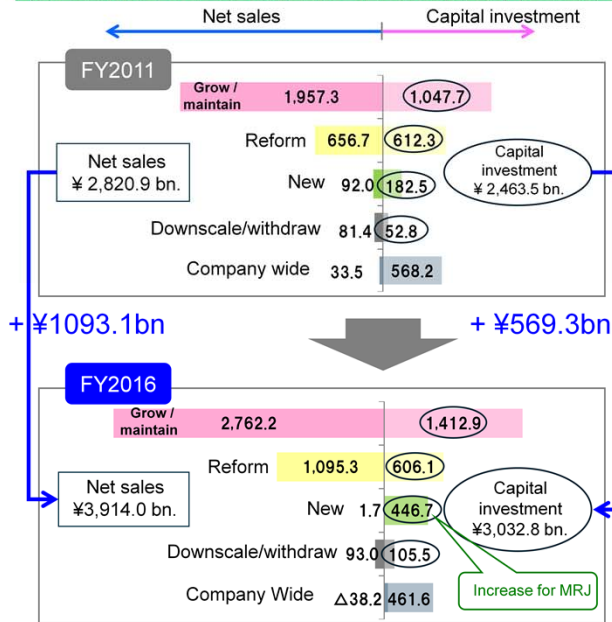 Net sales
Capital investment
FY2011
Grow / maintain 1,957.3 1,047.7
Reform 656.7 612.3
Net sales
¥ 2,820.9 bn.
Capital
investment
¥ 2,463.5 bn.
New 92.0 182.5
Downscale/withdraw 81.4 52.8
Company wide 33.5 568.2
+ ¥1093.1bn
+ ¥569.3bn
FY2016
Grow / maintain 2,762.2 1,412.9
Reform 1,095.3 606.1
Net sales
¥3,914.0 bn.
Capital
investment
¥3,032.8 bn.
New 1.7 446.7
Downscale/withdraw 93.0 105.5
Increase for MRJ
Company Wide △38.2 461.6